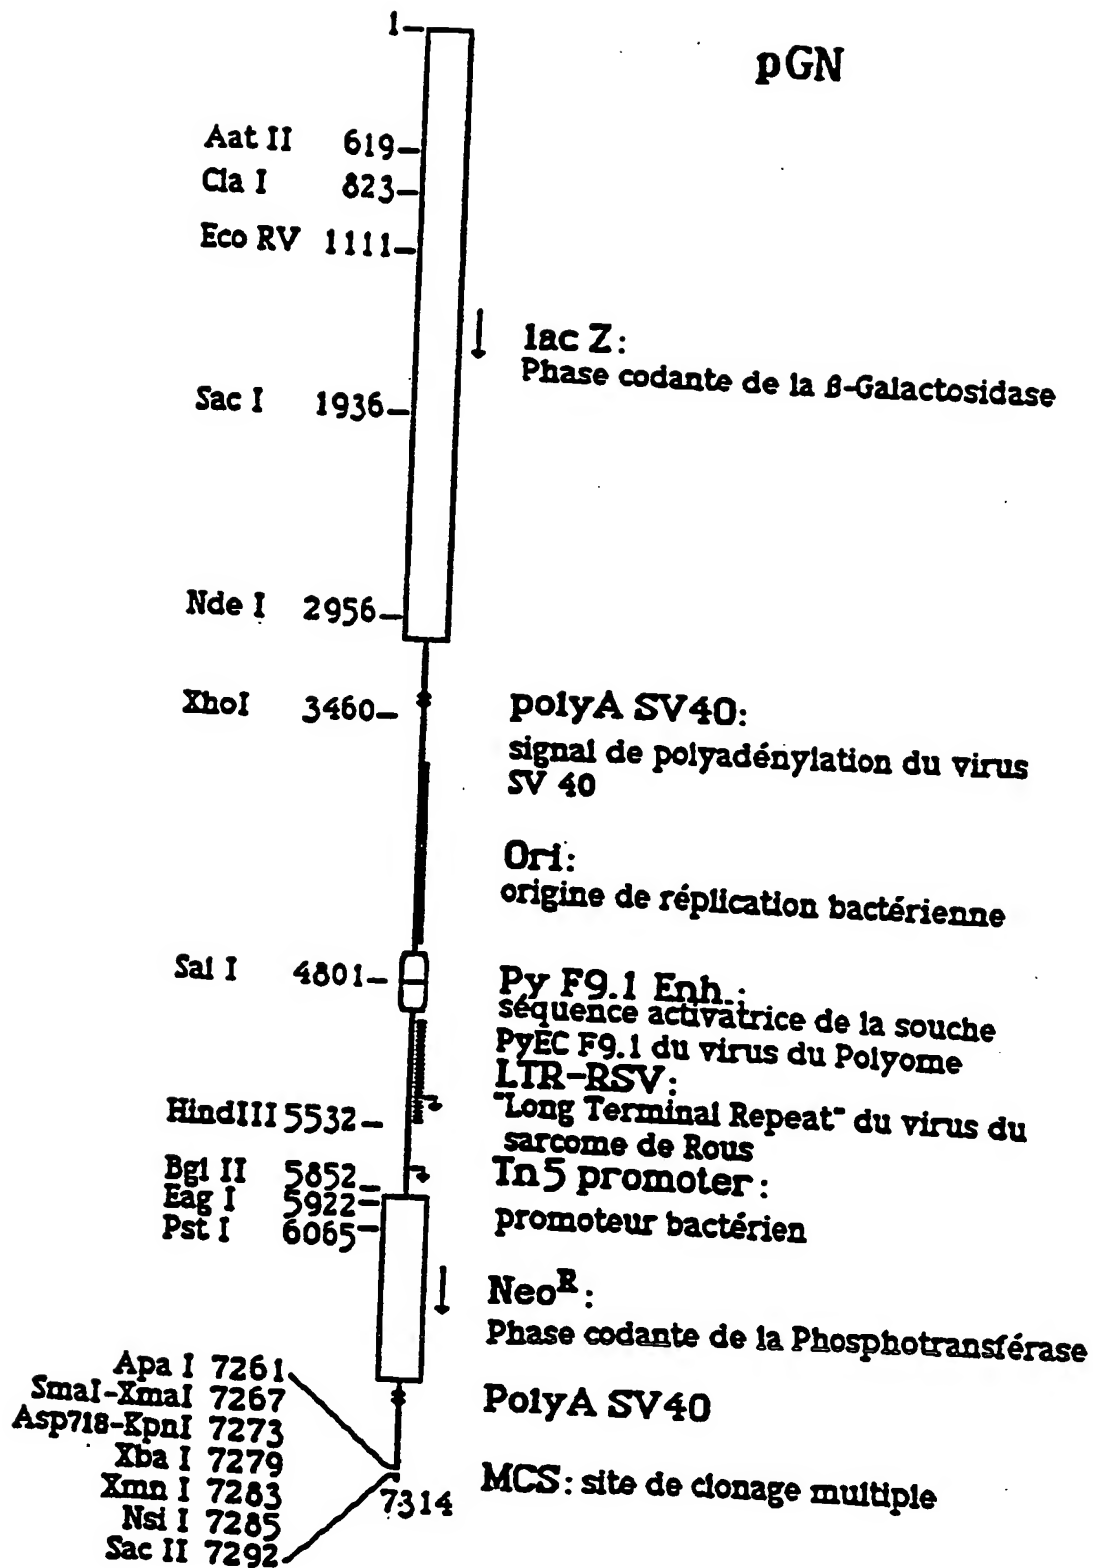 pGN
1
Aat II 619
Cla I 823
Eco RV 1111
lac Z:
Phase codante de la β-Galactosidase
Sac I 1936
Nde I 2956
XhoI 3460
polyA SV40:
signal de polyadénylation du virus
SV 40
Ori:
origine de réplication bactérienne
Sal I 4801
Py F9.1 Enh.:
séquence activatrice de la souche
PyEC F9.1 du virus du Polyome
LTR-RSV:
"Long Terminal Repeat" du virus du
sarcome de Rous
HindIII 5532
Tn5 promoter:
promoteur bactérien
Bgl II 5852
Eag I 5922
Pst I 6065
Neoᴿ:
Phase codante de la Phosphotransférase
PolyA SV40
Apa I 7261
SmaI-XmaI 7267
Asp718-KpnI 7273
Xba I 7279
Xmn I 7283
Nsi I 7285
Sac II 7292
7314
MCS: site de clonage multiple